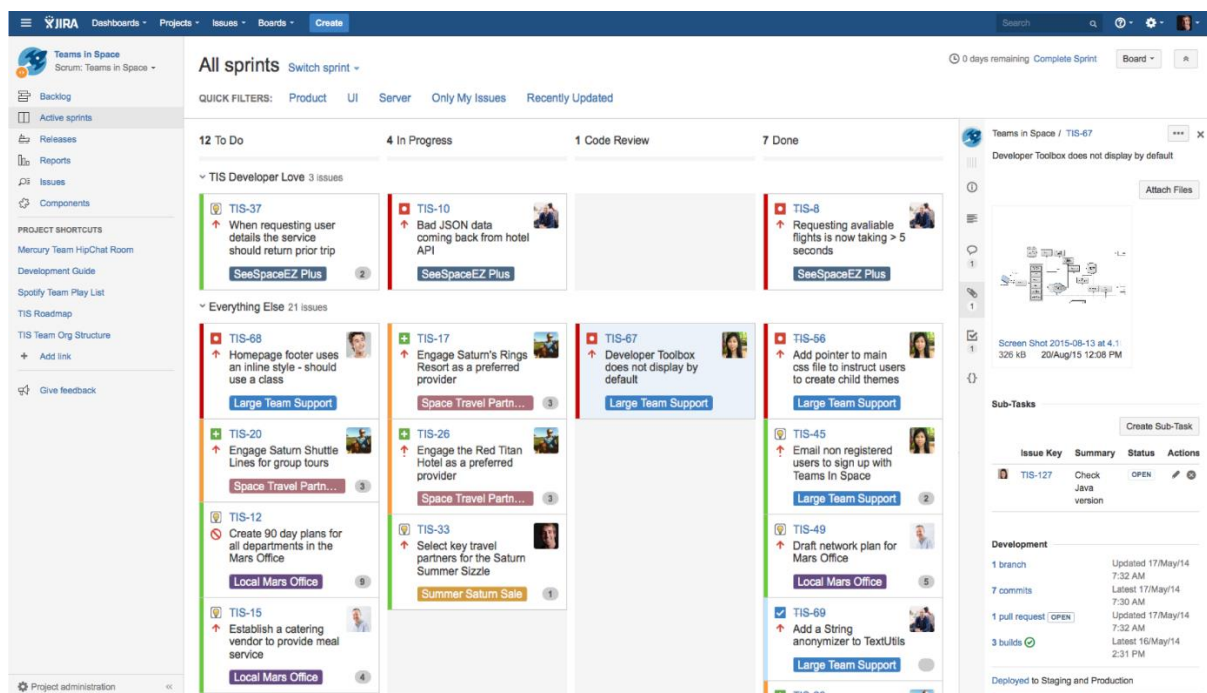 JIRA Dashboards Projects Issues Boards Create Search
Teams in Space
Scrum: Teams in Space
Backlog
Active sprints
Releases
Reports
Issues
Components
PROJECT SHORTCUTS
Mercury Team HipChat Room
Development Guide
Spotify Team Play List
TIS Roadmap
TIS Team Org Structure
+ Add link
Give feedback
Project administration
All sprints Switch sprint
0 days remaining Complete Sprint Board
QUICK FILTERS: Product UI Server Only My Issues Recently Updated
12 To Do 4 In Progress 1 Code Review 7 Done
TIS Developer Love 3 issues
TIS-37
When requesting user
details the service
should return prior trip
SeeSpaceEZ Plus 2
TIS-10
Bad JSON data
coming back from hotel
API
SeeSpaceEZ Plus
TIS-8
Requesting avaliable
flights is now taking > 5
seconds
SeeSpaceEZ Plus
Everything Else 21 issues
TIS-68
Homepage footer uses
an inline style - should
use a class
Large Team Support
TIS-20
Engage Saturn Shuttle
Lines for group tours
Space Travel Partn... 3
TIS-12
Create 90 day plans for
all departments in the
Mars Office
Local Mars Office 9
TIS-15
Establish a catering
vendor to provide meal
service
Local Mars Office 4
TIS-17
Engage Saturn's Rings
Resort as a preferred
provider
Space Travel Partn... 3
TIS-26
Engage the Red Titan
Hotel as a preferred
provider
Space Travel Partn... 3
TIS-33
Select key travel
partners for the Saturn
Summer Sizzle
Summer Saturn Sale 1
TIS-67
Developer Toolbox
does not display by
default
Large Team Support
TIS-56
Add pointer to main
css file to instruct users
to create child themes
Large Team Support
TIS-45
Email non registered
users to sign up with
Teams In Space
Large Team Support 2
TIS-49
Draft network plan for
Mars Office
Local Mars Office 5
TIS-69
Add a String
anonymizer to TextUtils
Large Team Support
Teams in Space / TIS-67
Developer Toolbox does not display by default
Attach Files
1
1
1
Screen Shot 2015-08-13 at 4.1
326 kB 20/Aug/15 12:08 PM
Sub-Tasks
Create Sub-Task
Issue Key Summary Status Actions
TIS-127 Check OPEN
Java
version
Development
1 branch Updated 17/May/14
7:32 AM
7 commits Latest 17/May/14
7:30 AM
1 pull request OPEN Updated 17/May/14
7:32 AM
3 builds Latest 16/May/14
2:31 PM
Deployed to Staging and Production